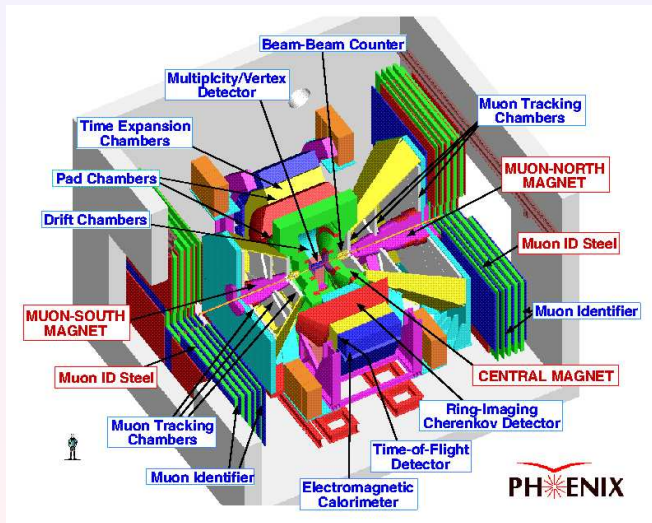 Beam-Beam Counter
Multiplcity/Vertex
Detector
Muon Tracking
Chambers
Time Expansion
Chambers
MUON-NORTH
MAGNET
Pad Chambers
Drift Chambers
Muon ID Steel
MUON-SOUTH
MAGNET
Muon Identifier
Muon ID Steel
CENTRAL MAGNET
Ring-Imaging
Cherenkov Detector
Muon Tracking
Chambers
Time-of-Flight
Detector
Muon Identifier
Electromagnetic
Calorimeter
PHENIX